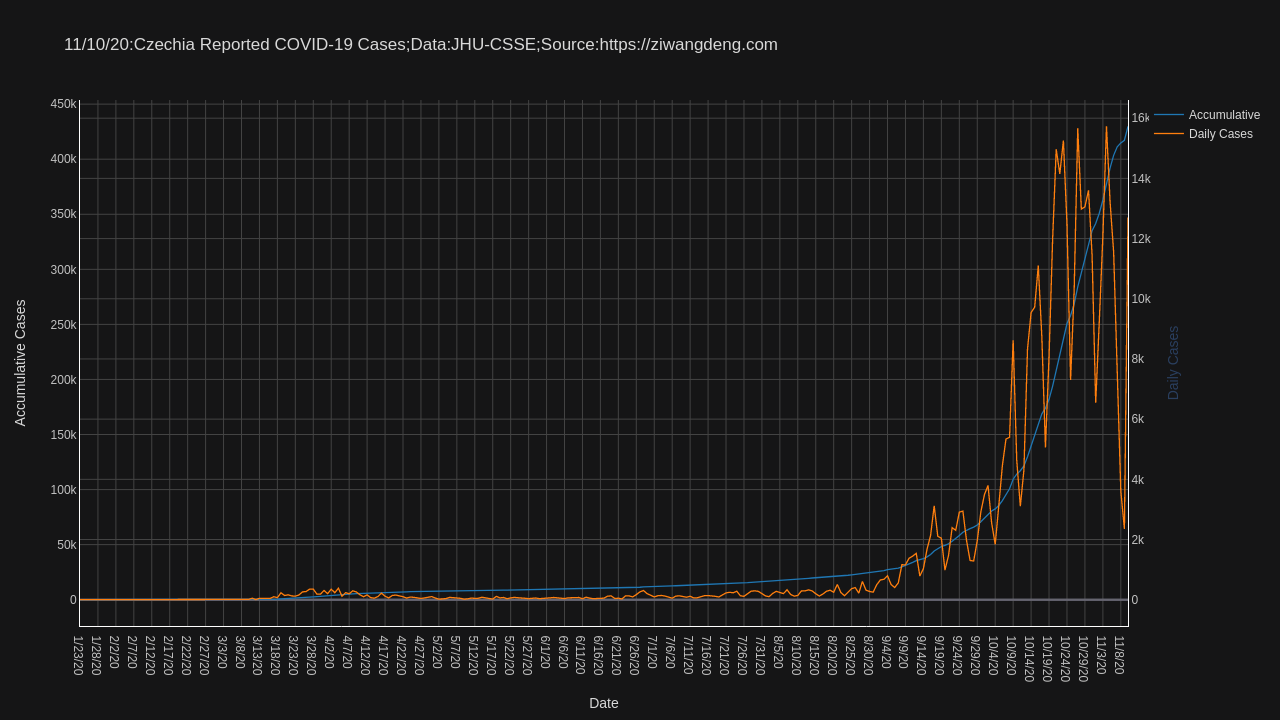 11/10/20:Czechia Reported COVID-19 Cases;Data:JHU-CSSE;Source:https://ziwangdeng.com
Accumulative
Daily Cases
450k
400k
350k
300k
250k
200k
150k
100k
50k
0
Accumulative Cases
16k
14k
12k
10k
8k
6k
4k
2k
0
Daily Cases
1/23/20
1/28/20
2/2/20
2/7/20
2/12/20
2/17/20
2/22/20
2/27/20
3/3/20
3/8/20
3/13/20
3/18/20
3/23/20
3/28/20
4/2/20
4/7/20
4/12/20
4/17/20
4/22/20
4/27/20
5/2/20
5/7/20
5/12/20
5/17/20
5/22/20
5/27/20
6/1/20
6/6/20
6/11/20
6/16/20
6/21/20
6/26/20
7/1/20
7/6/20
7/11/20
7/16/20
7/21/20
7/26/20
7/31/20
8/5/20
8/10/20
8/15/20
8/20/20
8/25/20
8/30/20
9/4/20
9/9/20
9/14/20
9/19/20
9/24/20
9/29/20
10/4/20
10/9/20
10/14/20
10/19/20
10/24/20
10/29/20
11/3/20
11/8/20
Date